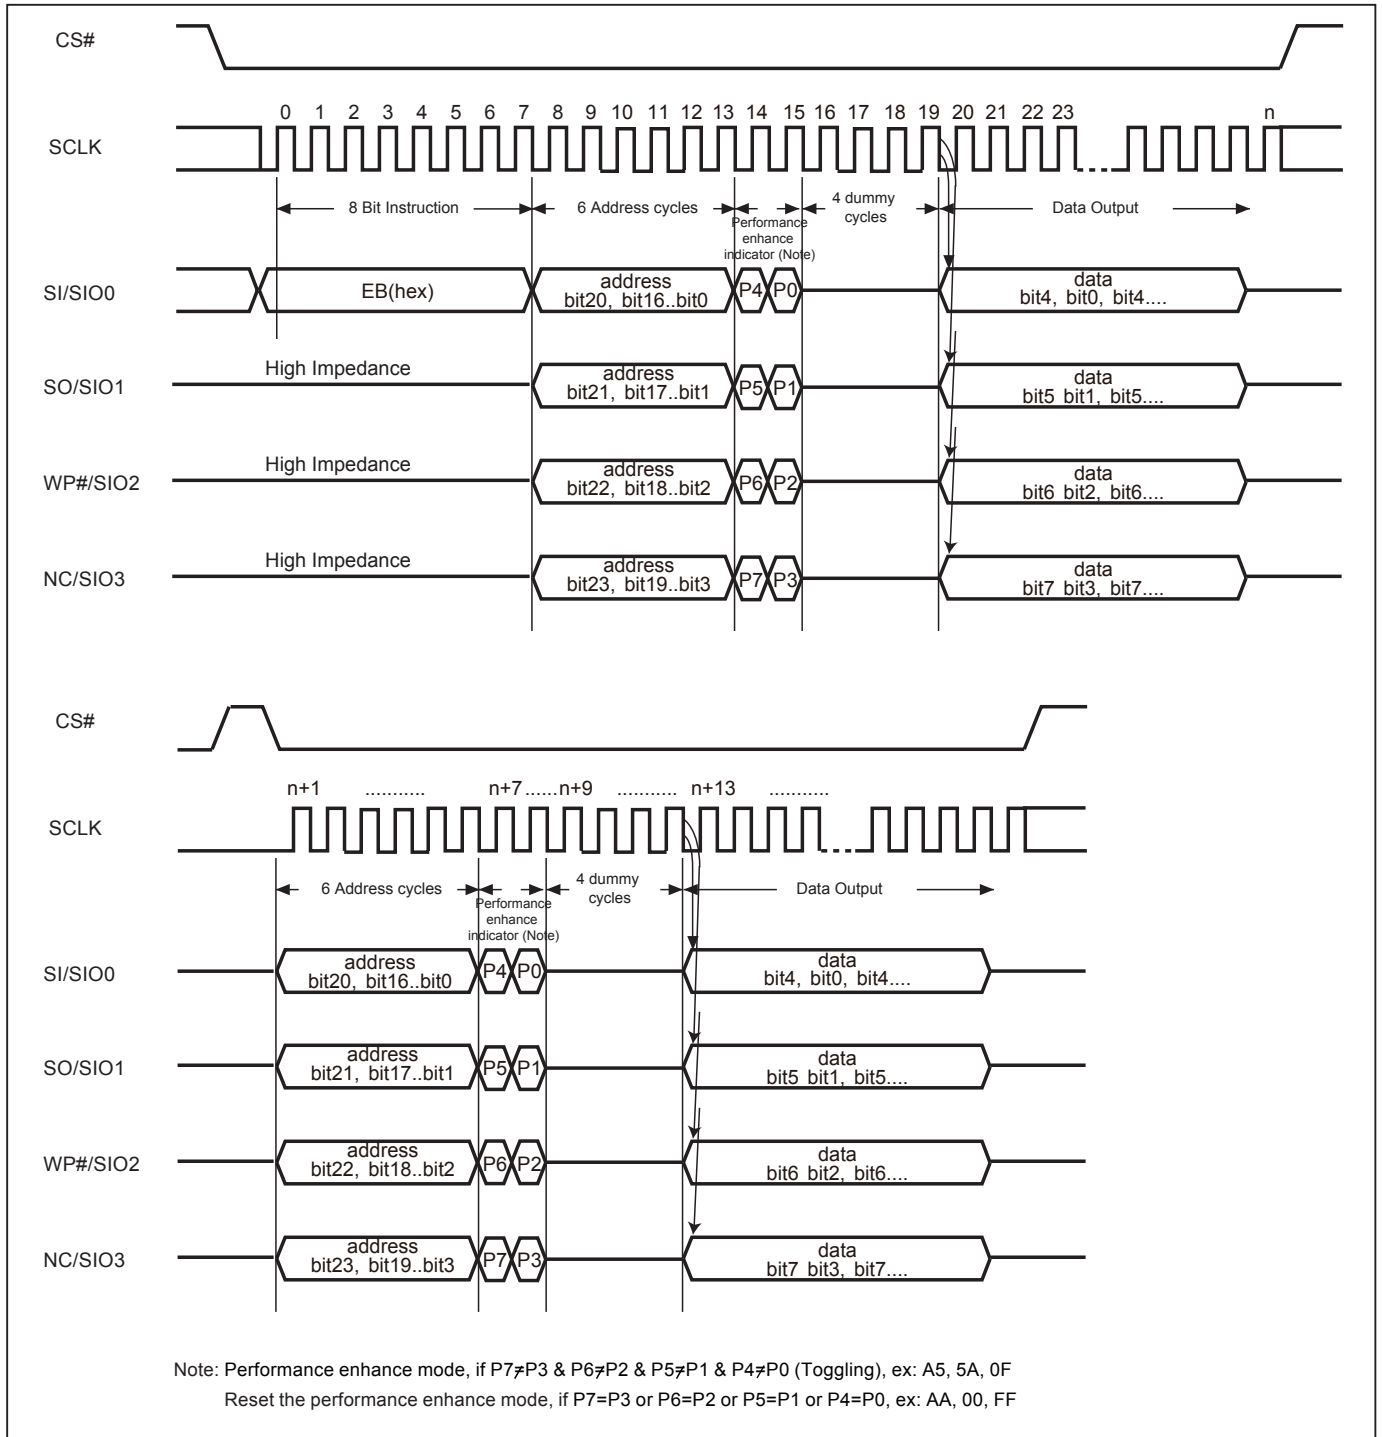 CS#
0 1 2 3 4 5 6 7 8 9 10 11 12 13 14 15 16 17 18 19 20 21 22 23 n
SCLK
8 Bit Instruction
6 Address cycles
Performance
enhance
indicator (Note)
4 dummy
cycles
Data Output
SI/SIO0
EB(hex)
address
bit20, bit16..bit0
P4 P0
data
bit4, bit0, bit4....
SO/SIO1
High Impedance
address
bit21, bit17..bit1
P5 P1
data
bit5 bit1, bit5....
WP#/SIO2
High Impedance
address
bit22, bit18..bit2
P6 P2
data
bit6 bit2, bit6....
NC/SIO3
High Impedance
address
bit23, bit19..bit3
P7 P3
data
bit7 bit3, bit7....
CS#
n+1 ........... n+7......n+9 ........... n+13 ...........
SCLK
6 Address cycles
Performance
enhance
indicator (Note)
4 dummy
cycles
Data Output
SI/SIO0
address
bit20, bit16..bit0
P4 P0
data
bit4, bit0, bit4....
SO/SIO1
address
bit21, bit17..bit1
P5 P1
data
bit5 bit1, bit5....
WP#/SIO2
address
bit22, bit18..bit2
P6 P2
data
bit6 bit2, bit6....
NC/SIO3
address
bit23, bit19..bit3
P7 P3
data
bit7 bit3, bit7....
Note: Performance enhance mode, if P7≠P3 & P6≠P2 & P5≠P1 & P4≠P0 (Toggling), ex: A5, 5A, 0F
Reset the performance enhance mode, if P7=P3 or P6=P2 or P5=P1 or P4=P0, ex: AA, 00, FF